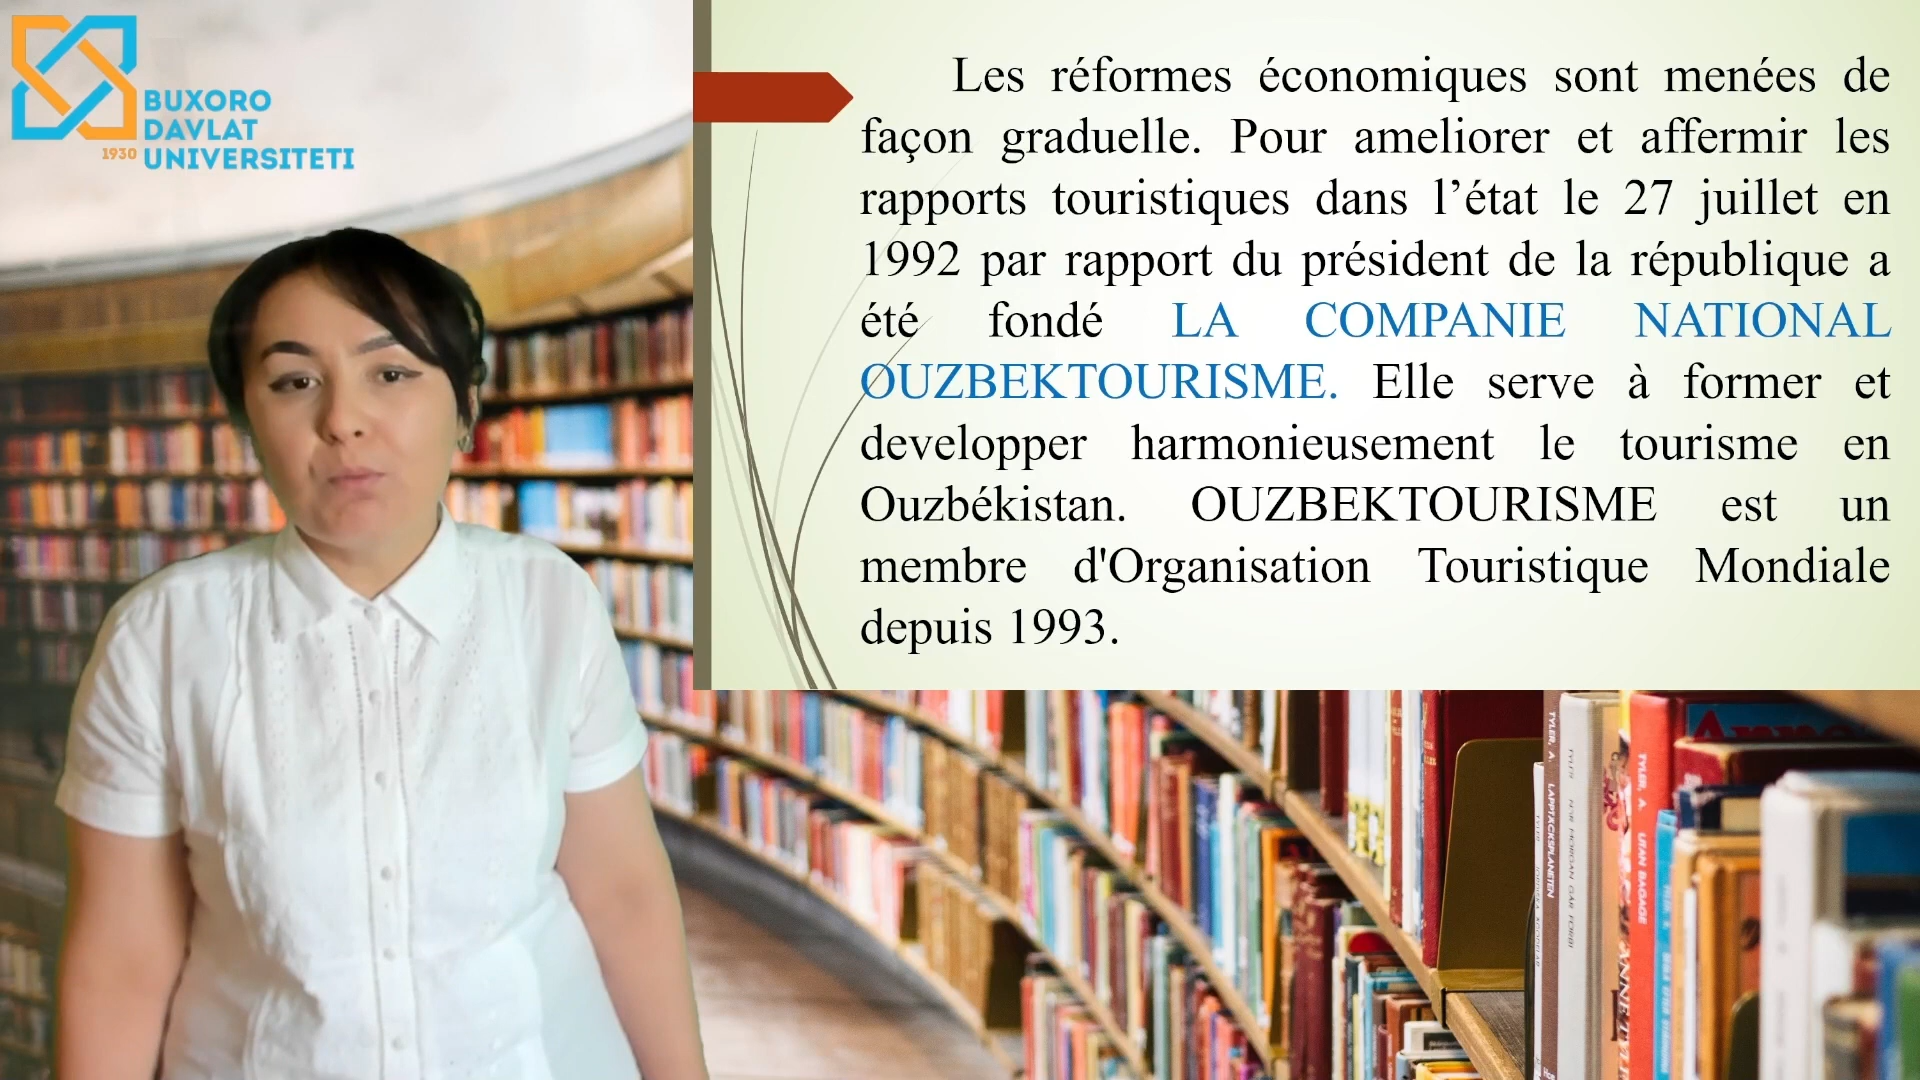 BUXORO
DAVLAT
1930 UNIVERSITETI
Les réformes économiques sont menées de
façon graduelle. Pour ameliorer et affermir les
rapports touristiques dans l’état le 27 juillet en
1992 par rapport du président de la république a
été fondé LA COMPANIE NATIONAL
OUZBEKTOURISME. Elle serve à former et
developper harmonieusement le tourisme en
Ouzbékistan. OUZBEKTOURISME est un
membre d'Organisation Touristique Mondiale
depuis 1993.
TYLER, A.
LIAN BAGAGE